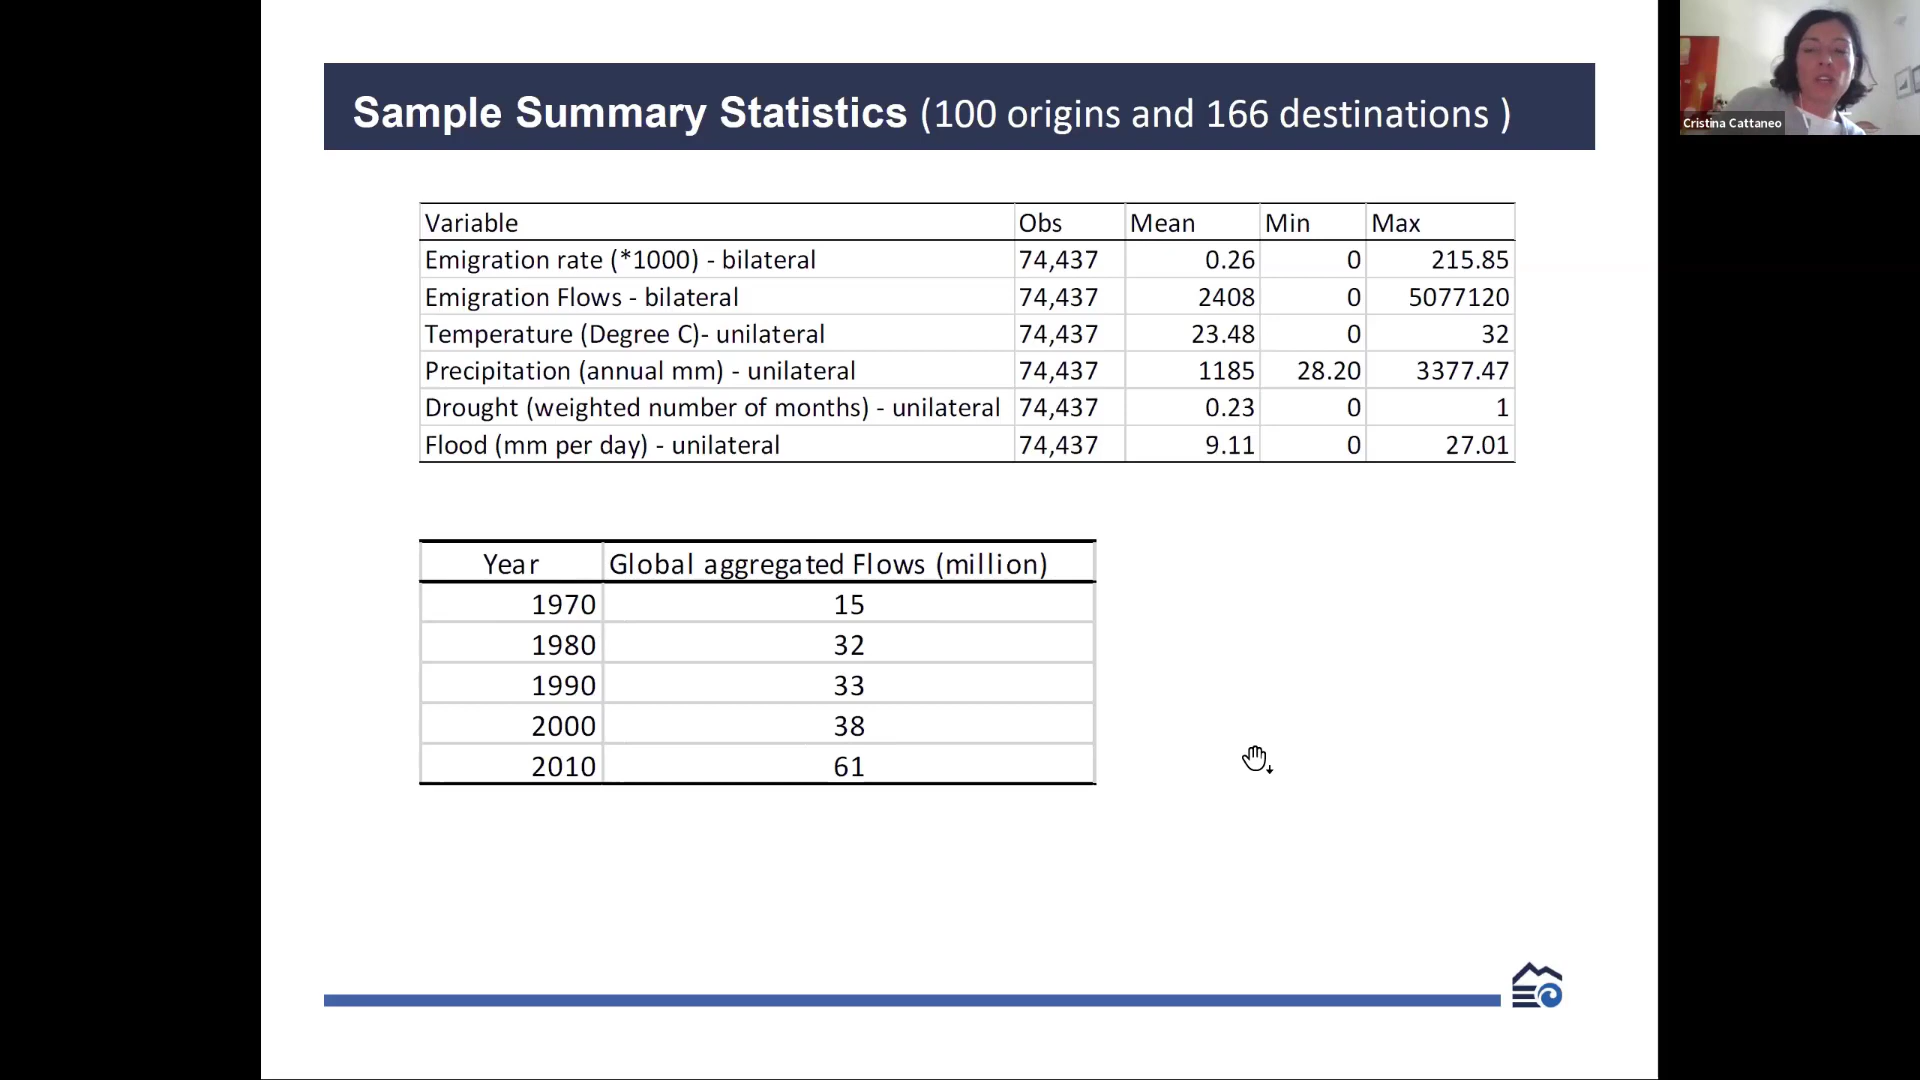 Sample Summary Statistics (100 origins and 166 destinations )
Cristina Cattaneo
Variable Obs Mean Min Max
Emigration rate (*1000) - bilateral 74,437 0.26 0 215.85
Emigration Flows - bilateral 74,437 2408 0 5077120
Temperature (Degree C)- unilateral 74,437 23.48 0 32
Precipitation (annual mm) - unilateral 74,437 1185 28.20 3377.47
Drought (weighted number of months) - unilateral 74,437 0.23 0 1
Flood (mm per day) - unilateral 74,437 9.11 0 27.01
Year Global aggregated Flows (million)
1970 15
1980 32
1990 33
2000 38
2010 61